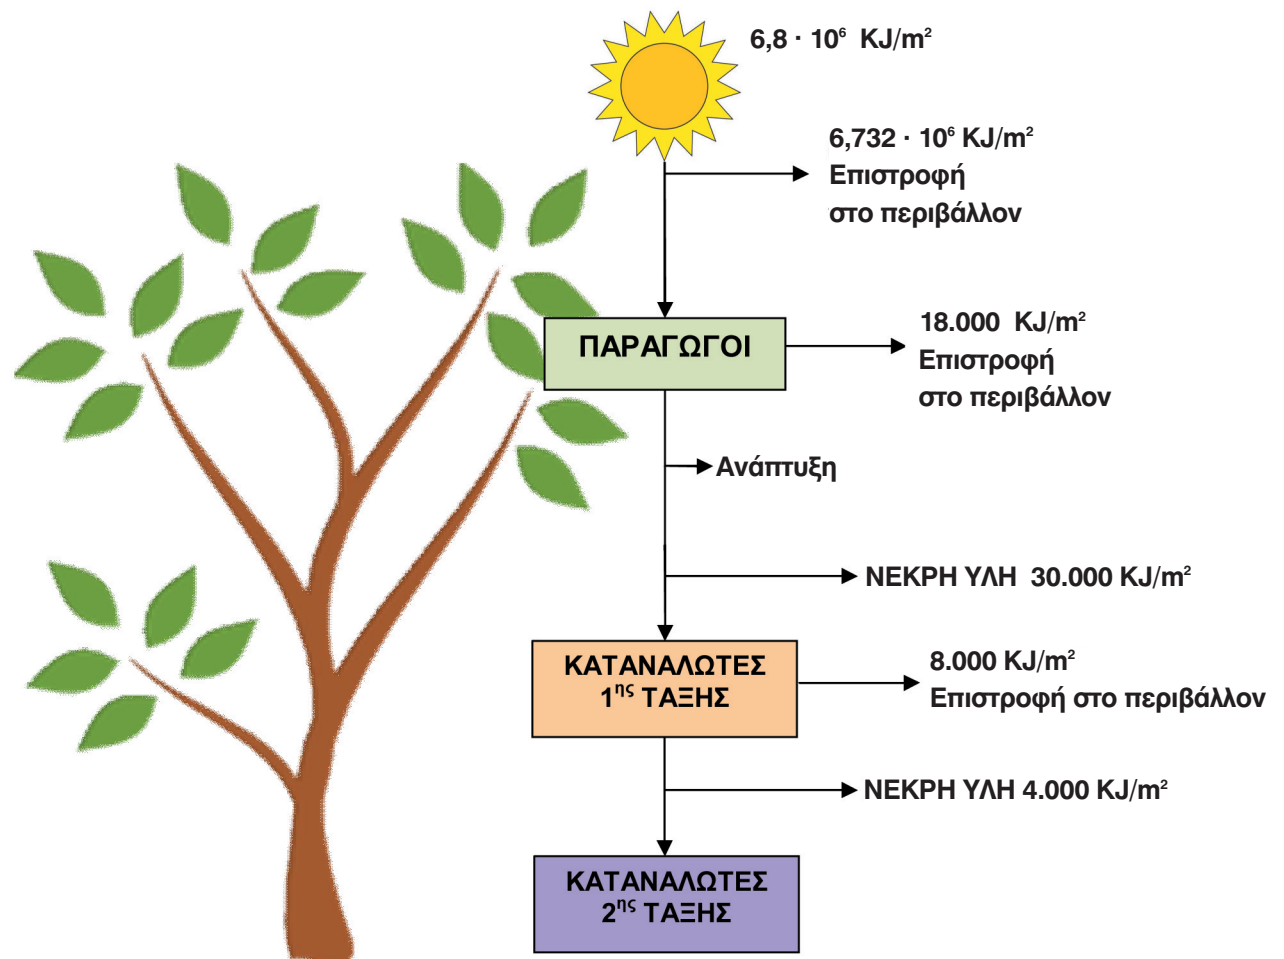 6,8 · 10⁶ KJ/m²
6,732 · 10⁶ KJ/m²
Επιστροφή
στο περιβάλλον
ΠΑΡΑΓΩΓΟΙ
18.000 KJ/m²
Επιστροφή
στο περιβάλλον
Ανάπτυξη
ΝΕΚΡΗ ΥΛΗ 30.000 KJ/m²
ΚΑΤΑΝΑΛΩΤΕΣ
1ης ΤΑΞΗΣ
8.000 KJ/m²
Επιστροφή στο περιβάλλον
ΝΕΚΡΗ ΥΛΗ 4.000 KJ/m²
ΚΑΤΑΝΑΛΩΤΕΣ
2ης ΤΑΞΗΣ